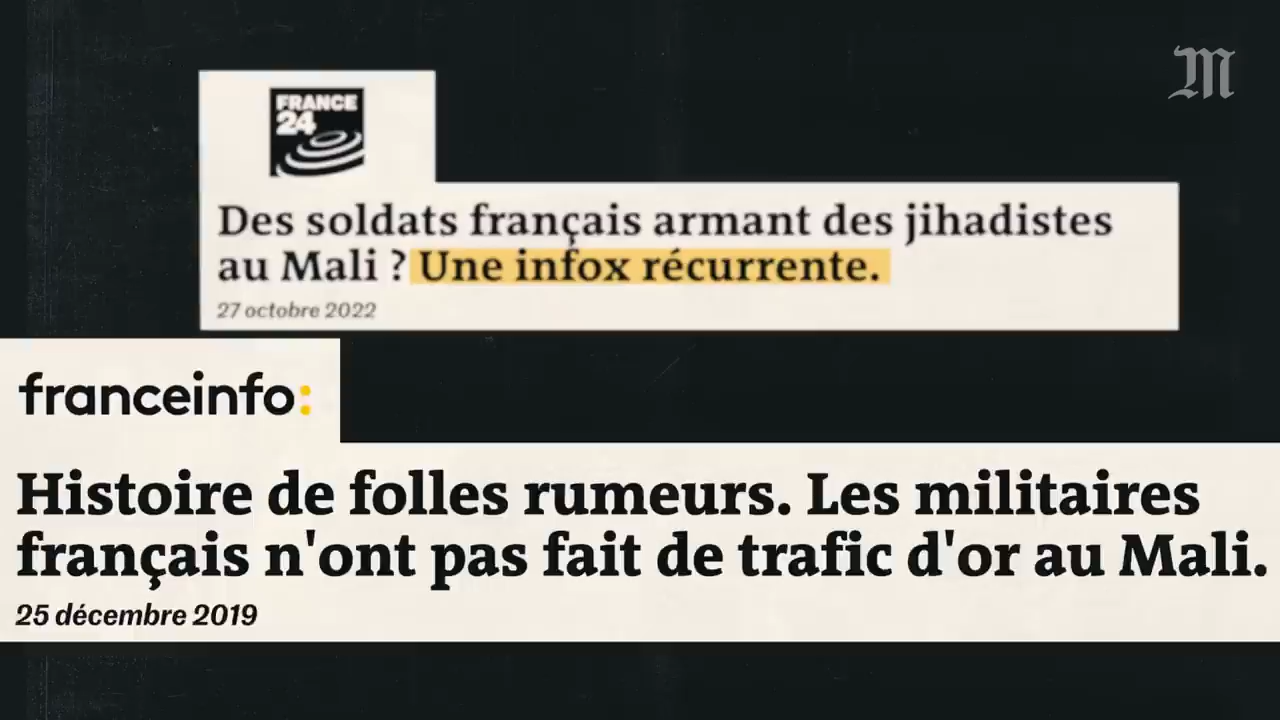 M
FRANCE
24
Des soldats français armant des jihadistes
au Mali ? Une infox récurrente.
27 octobre 2022
franceinfo:
Histoire de folles rumeurs. Les militaires
français n'ont pas fait de trafic d'or au Mali.
25 décembre 2019